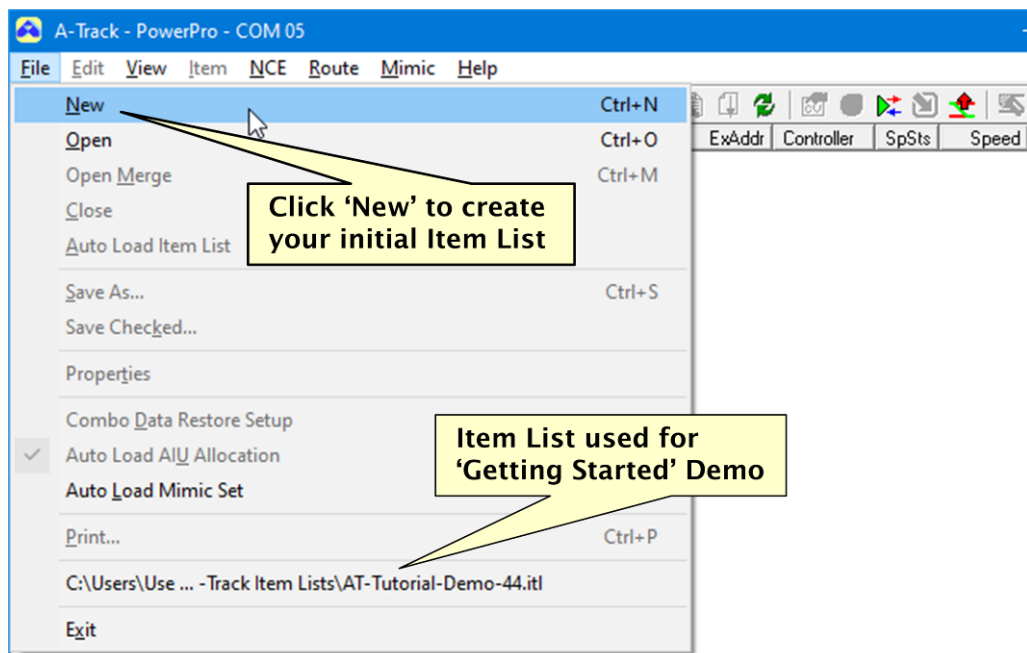 A-Track - PowerPro - COM 05
File Edit View Item NCE Route Mimic Help
New Ctrl+N
Open Ctrl+O
ExAddr Controller SpSts Speed
Open Merge Ctrl+M
Close
Click ‘New’ to create
your initial Item List
Auto Load Item List
Save As... Ctrl+S
Save Checked...
Properties
Combo Data Restore Setup
Auto Load AIU Allocation
Item List used for
‘Getting Started’ Demo
Auto Load Mimic Set
Print... Ctrl+P
C:\Users\Use ... -Track Item Lists\AT-Tutorial-Demo-44.itl
Exit